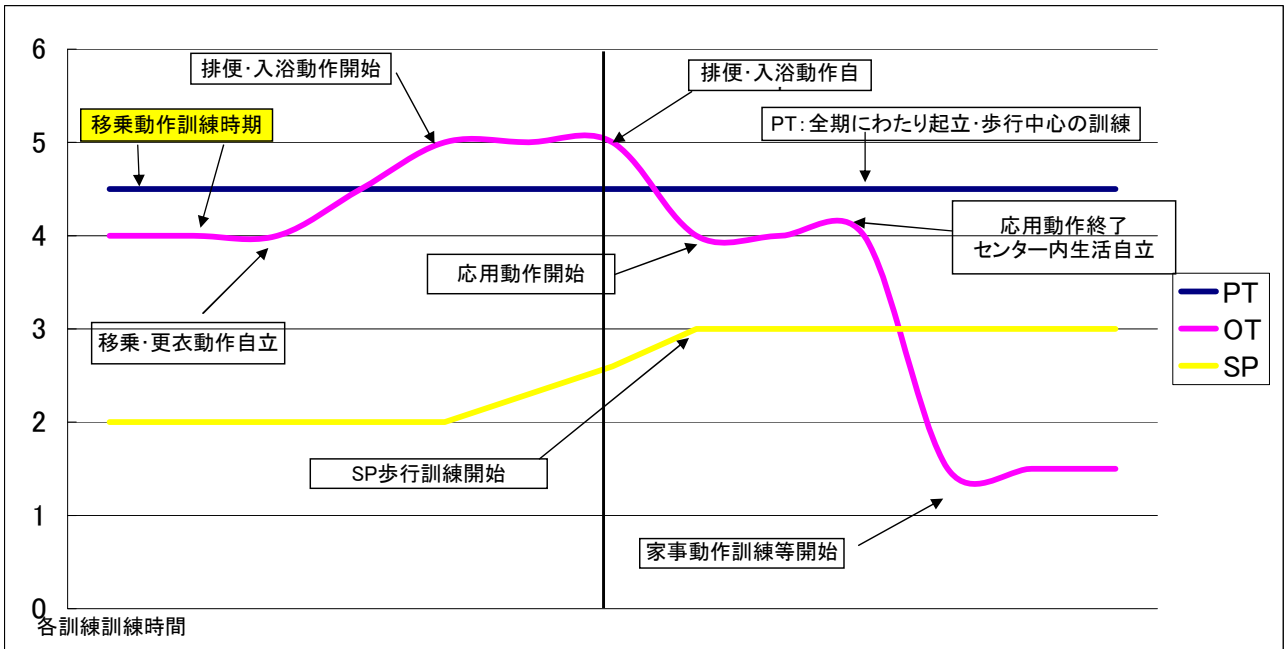 6
5
4
3
2
1
0
排便・入浴動作開始
排便・入浴動作自
移乗動作訓練時期
PT：全期にわたり起立・歩行中心の訓練
応用動作終了
センター内生活自立
応用動作開始
移乗・更衣動作自立
SP歩行訓練開始
家事動作訓練等開始
PT
OT
SP
各訓練訓練時間